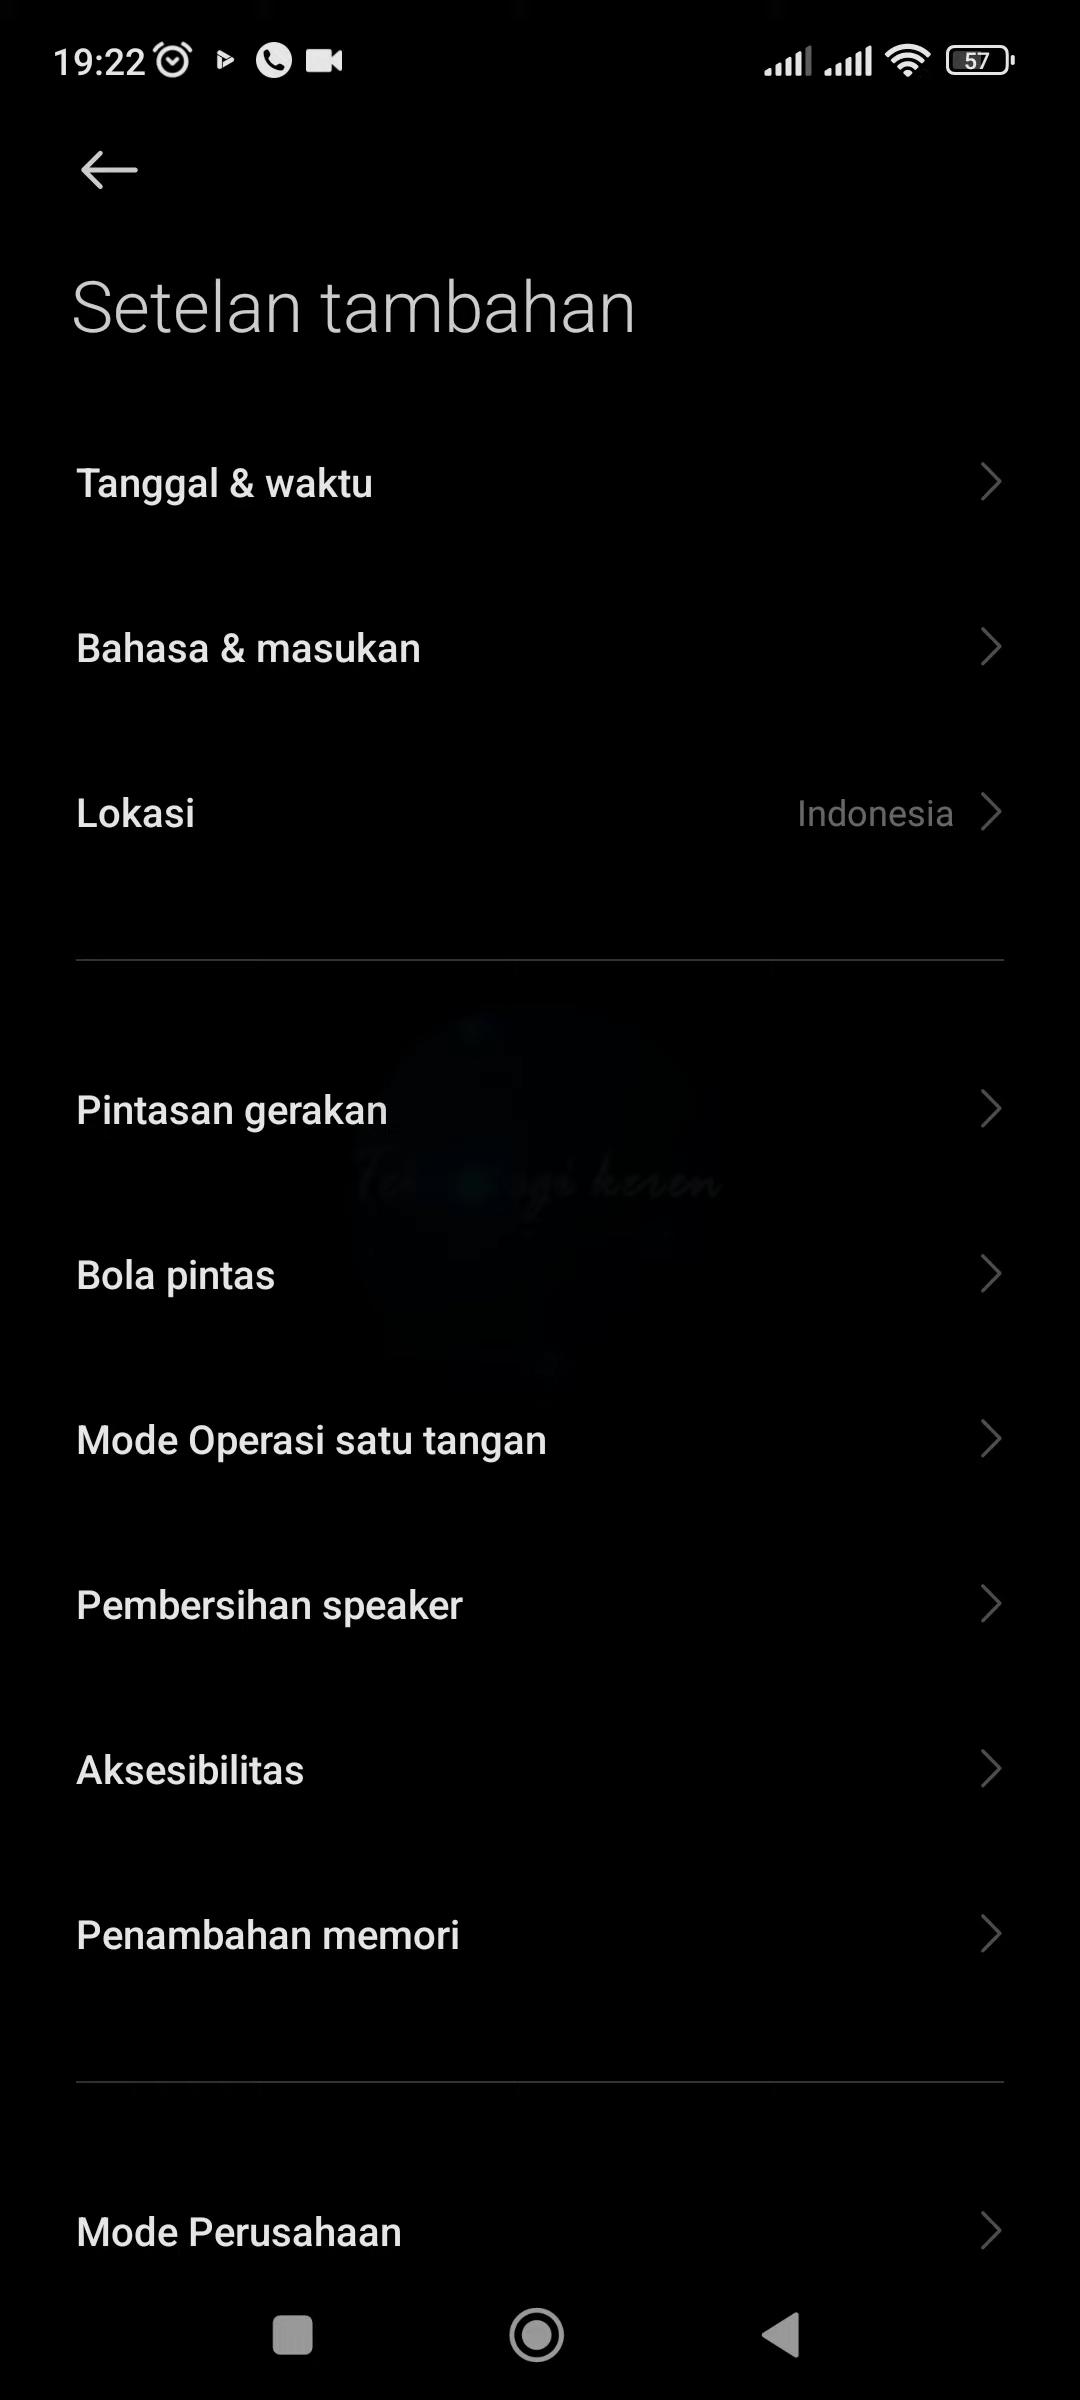 19:22
57
Setelan tambahan
Tanggal & waktu
Bahasa & masukan
Lokasi
Indonesia
Pintasan gerakan
keren
Bola pintas
Mode Operasi satu tangan
Pembersihan speaker
Aksesibilitas
Penambahan memori
Mode Perusahaan